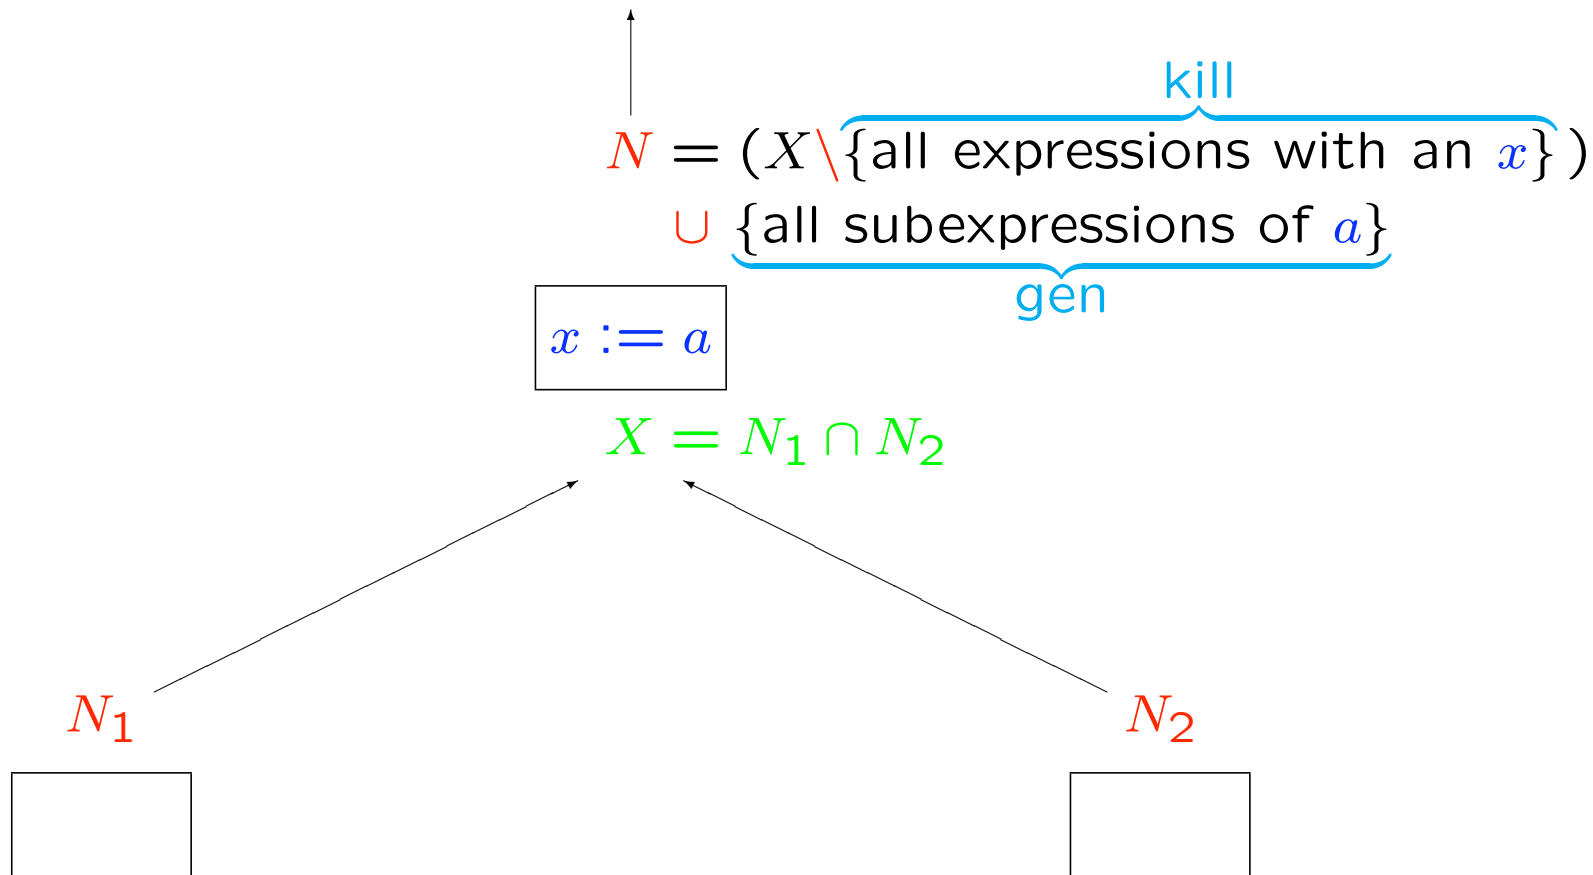 kill
N = (X\{all expressions with an x})
∪ {all subexpressions of a}
gen
x := a
X = N₁ ∩ N₂
N₁ N₂